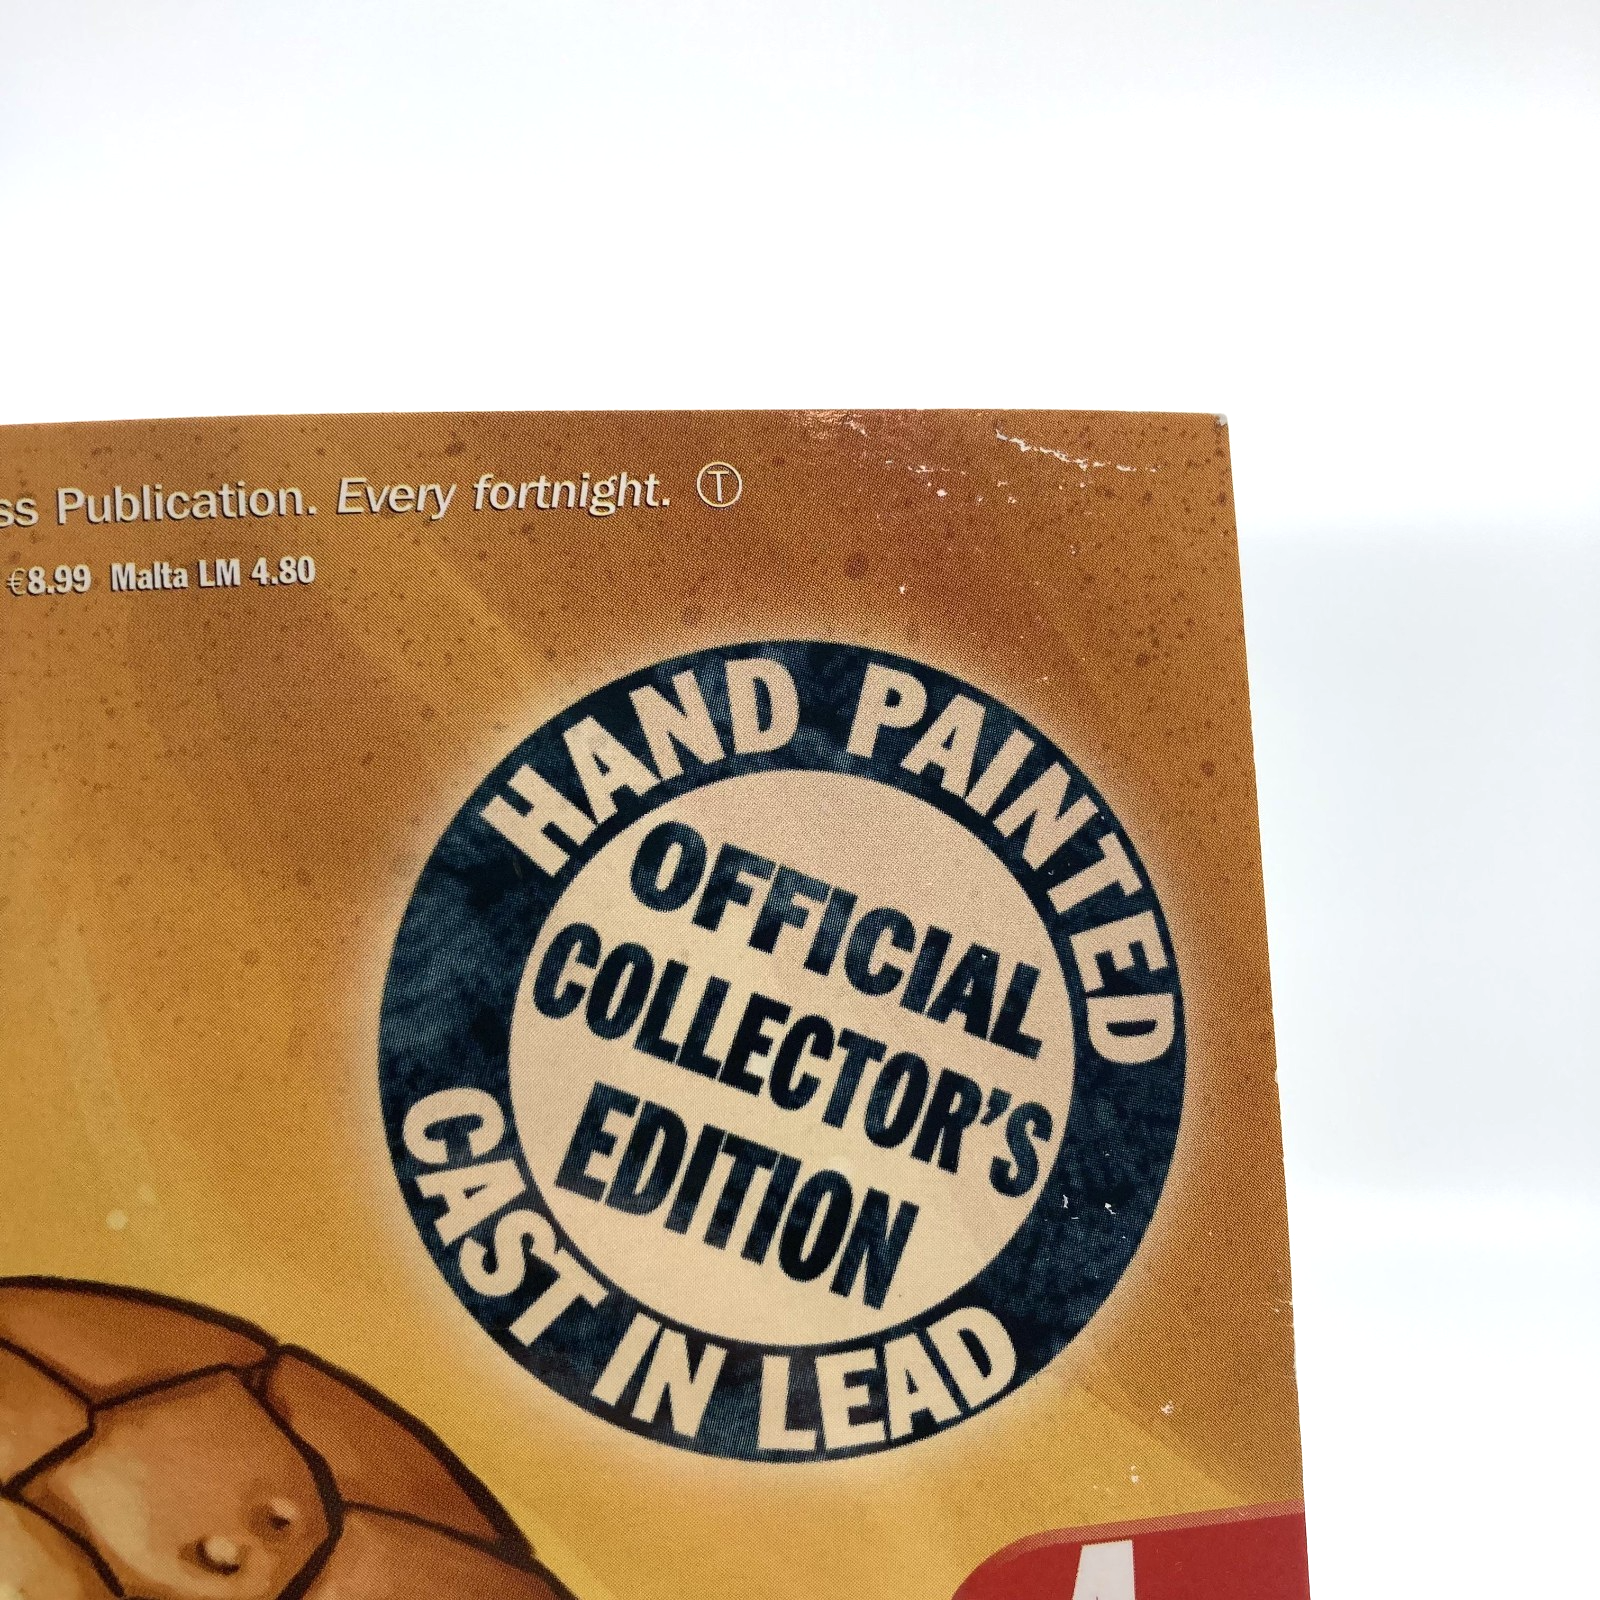 ss Publication. Every fortnight. Ⓣ
€8.99 Malta LM 4.80
HAND PAINTED
OFFICIAL
COLLECTOR'S
EDITION
CAST IN LEAD